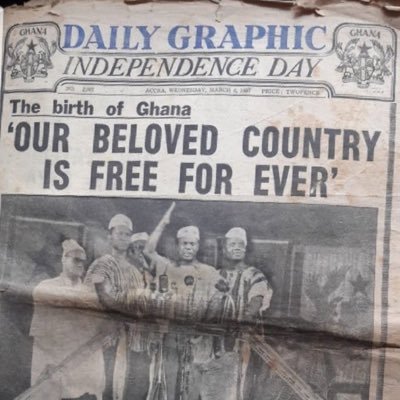 GHANA
DAILY GRAPHIC
GHANA
INDEPENDENCE DAY
ACCRA, WEDNESDAY, MARCH 6, 1957
PRICE: TWOPENCE
The birth of Ghana
'OUR BELOVED COUNTRY
IS FREE FOR EVER'